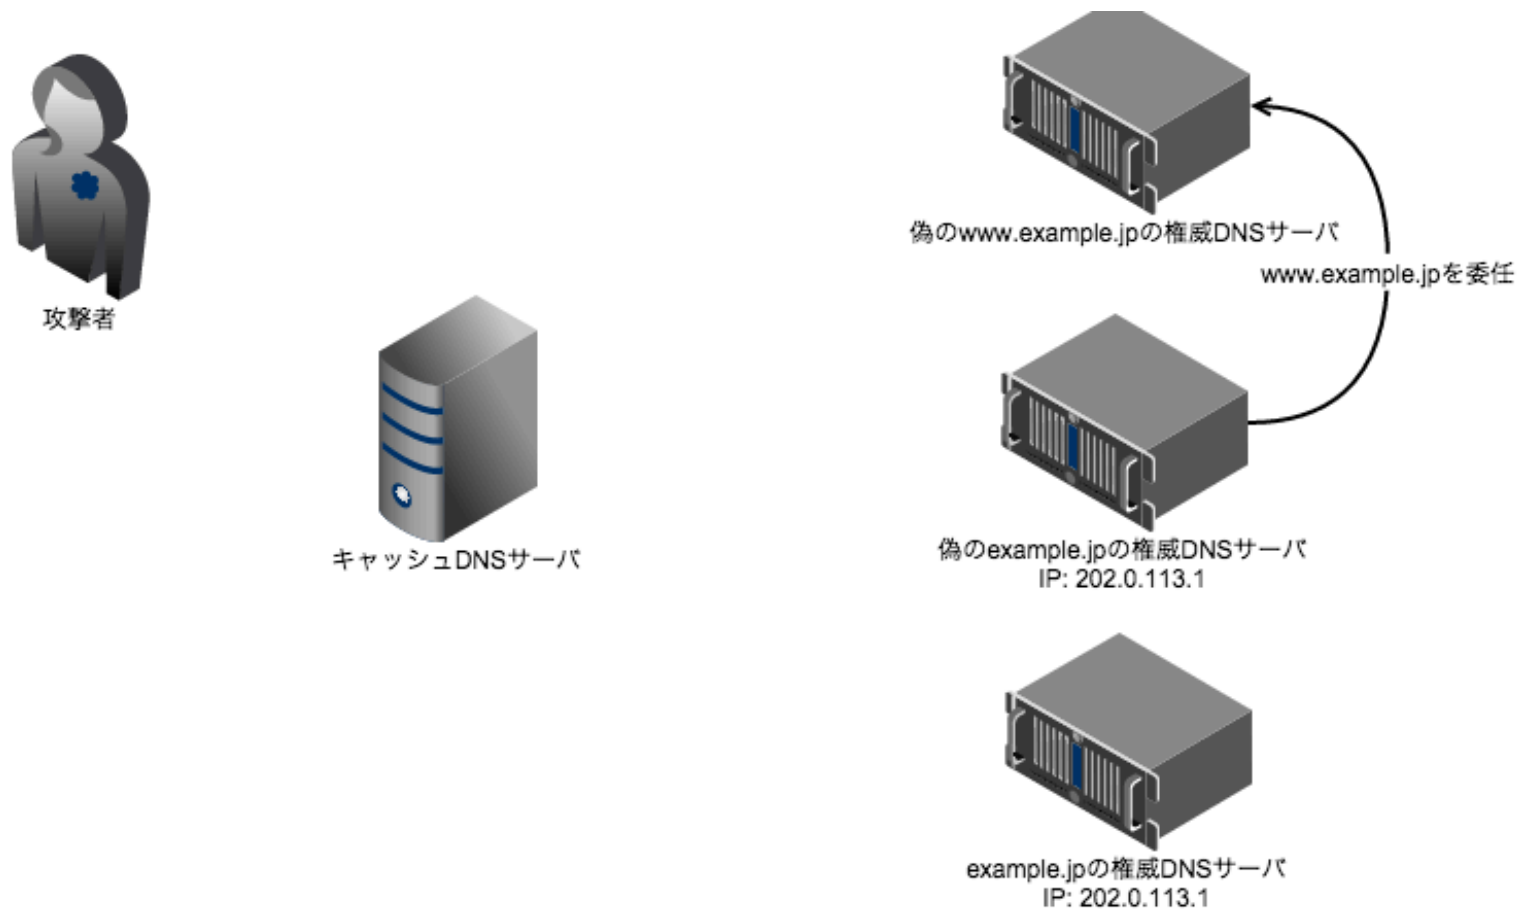 偽のwww.example.jpの権威DNSサーバ
www.example.jpを委任
攻撃者
キャッシュDNSサーバ
偽のexample.jpの権威DNSサーバ
IP: 202.0.113.1
example.jpの権威DNSサーバ
IP: 202.0.113.1